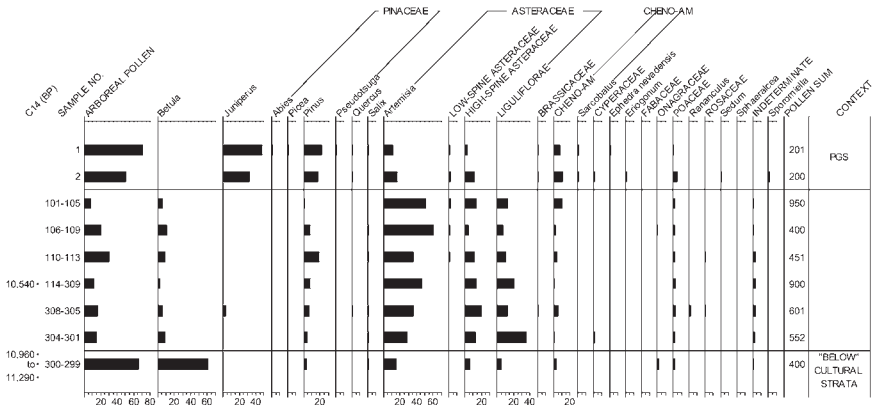 PINACEAE ASTERACEAE CHENO-AM
C14 (BP) SAMPLE NO. ARBOREAL POLLEN Betula Juniperus Abies Picea Pinus Pseudotsuga Quercus Salix Artemisia LOW-SPINE ASTERACEAE HIGH-SPINE ASTERACEAE LIGULIFLORAE BRASSICACEAE CHENO-AM Sarcobatus CYPERACEAE Ephedra nevadensis Eriogonum FABACEAE ONAGRACEAE POACEAE Rananculus ROSACEAE Sedum Sphaeralcea INDETERMINATE Sporomiella POLLEN SUM CONTEXT
1 201
PGS
2 200
101-105 950
106-109 400
110-113 450
10,540 114-309 900
308-305 601
304-301 552
10,960 to 11,290 300-299 400
"BELOW" CULTURAL STRATA
20 40 60 80 20 40 60 20 40 20 20 40 60 20 20 40 20